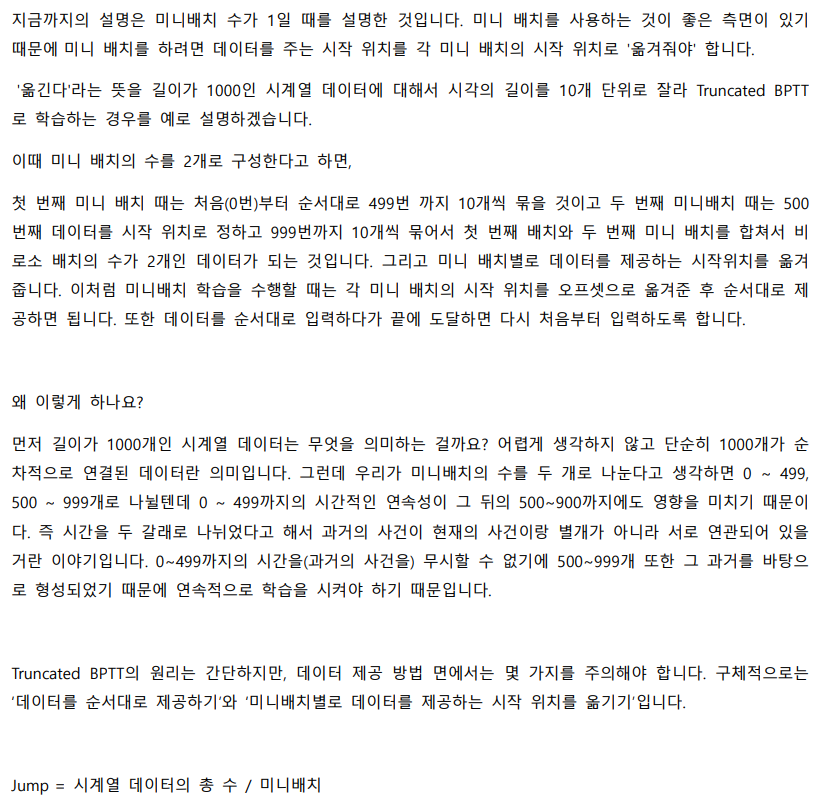 지금까지의 설명은 미니배치 수가 1일 때를 설명한 것입니다. 미니 배치를 사용하는 것이 좋은 측면이 있기
때문에 미니 배치를 하려면 데이터를 주는 시작 위치를 각 미니 배치의 시작 위치로 '옮겨줘야' 합니다.
'옮긴다'라는 뜻을 길이가 1000인 시계열 데이터에 대해서 시각의 길이를 10개 단위로 잘라 Truncated BPTT
로 학습하는 경우를 예로 설명하겠습니다.
이때 미니 배치의 수를 2개로 구성한다고 하면,
첫 번째 미니 배치 때는 처음(0번)부터 순서대로 499번 까지 10개씩 묶을 것이고 두 번째 미니배치 때는 500
번째 데이터를 시작 위치로 정하고 999번까지 10개씩 묶어서 첫 번째 배치와 두 번째 미니 배치를 합쳐서 비
로소 배치의 수가 2개인 데이터가 되는 것입니다. 그리고 미니 배치별로 데이터를 제공하는 시작위치를 옮겨
줍니다. 이처럼 미니배치 학습을 수행할 때는 각 미니 배치의 시작 위치를 오프셋으로 옮겨준 후 순서대로 제
공하면 됩니다. 또한 데이터를 순서대로 입력하다가 끝에 도달하면 다시 처음부터 입력하도록 합니다.
왜 이렇게 하나요?
먼저 길이가 1000개인 시계열 데이터는 무엇을 의미하는 걸까요? 어렵게 생각하지 않고 단순히 1000개가 순
차적으로 연결된 데이터란 의미입니다. 그런데 우리가 미니배치의 수를 두 개로 나눈다고 생각하면 0 ~ 499,
500 ~ 999개로 나뉠텐데 0 ~ 499까지의 시간적인 연속성이 그 뒤의 500~900까지에도 영향을 미치기 때문이
다. 즉 시간을 두 갈래로 나뉘었다고 해서 과거의 사건이 현재의 사건이랑 별개가 아니라 서로 연관되어 있을
거란 이야기입니다. 0~499까지의 시간을(과거의 사건을) 무시할 수 없기에 500~999개 또한 그 과거를 바탕으
로 형성되었기 때문에 연속적으로 학습을 시켜야 하기 때문입니다.
Truncated BPTT의 원리는 간단하지만, 데이터 제공 방법 면에서는 몇 가지를 주의해야 합니다. 구체적으로는
'데이터를 순서대로 제공하기'와 '미니배치별로 데이터를 제공하는 시작 위치를 옮기기'입니다.
Jump = 시계열 데이터의 총 수 / 미니배치